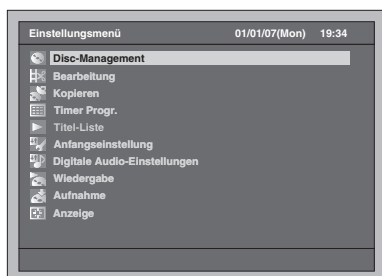 Einstellungsmenü 01/01/07(Mon) 19:34
Disc-Management
Bearbeitung
Kopieren
Timer Progr.
Titel-Liste
Anfangseinstellung
Digitale Audio-Einstellungen
Wiedergabe
Aufnahme
Anzeige